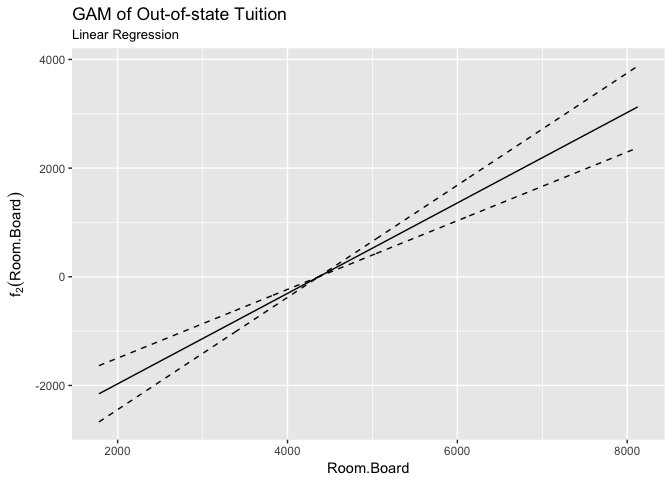 GAM of Out-of-state Tuition
Linear Regression
4000
2000
0
-2000
f₂(Room.Board)
2000 4000 6000 8000
Room.Board